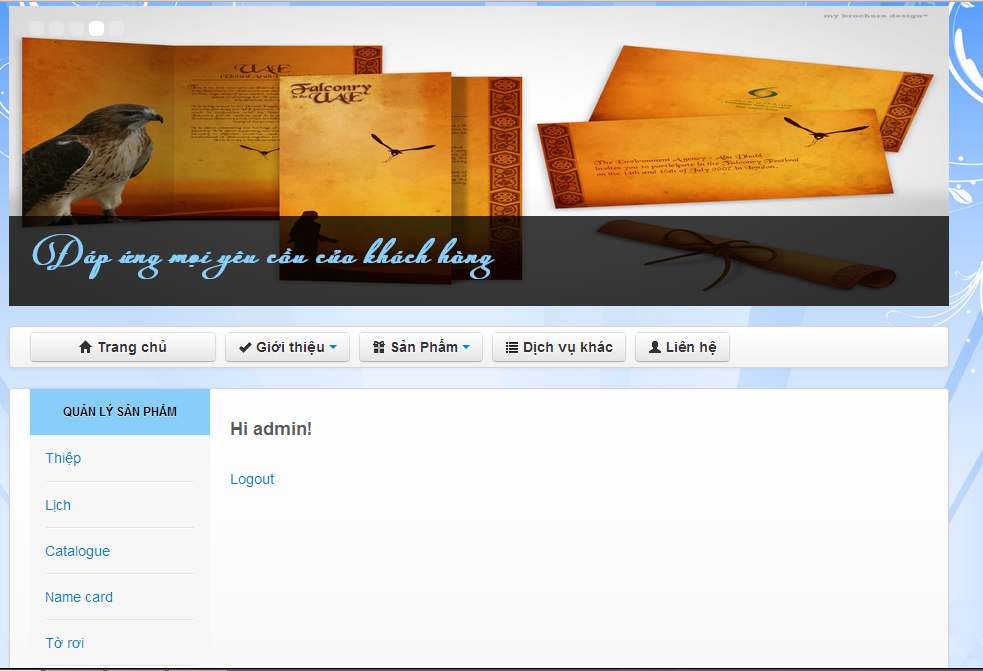 my brochure design
UAE
Falconry
in the UAE
The Environment Agency - Abu Dhabi
invites you to participate in the Falconry Festival
on the 14th and 15th of July 2007 in London.
Đáp ứng mọi yêu cầu của khách hàng
Trang chủ Giới thiệu Sản Phẩm Dịch vụ khác Liên hệ
QUẢN LÝ SẢN PHẨM
Hi admin!
Thiệp
Logout
Lịch
Catalogue
Name card
Tờ rơi